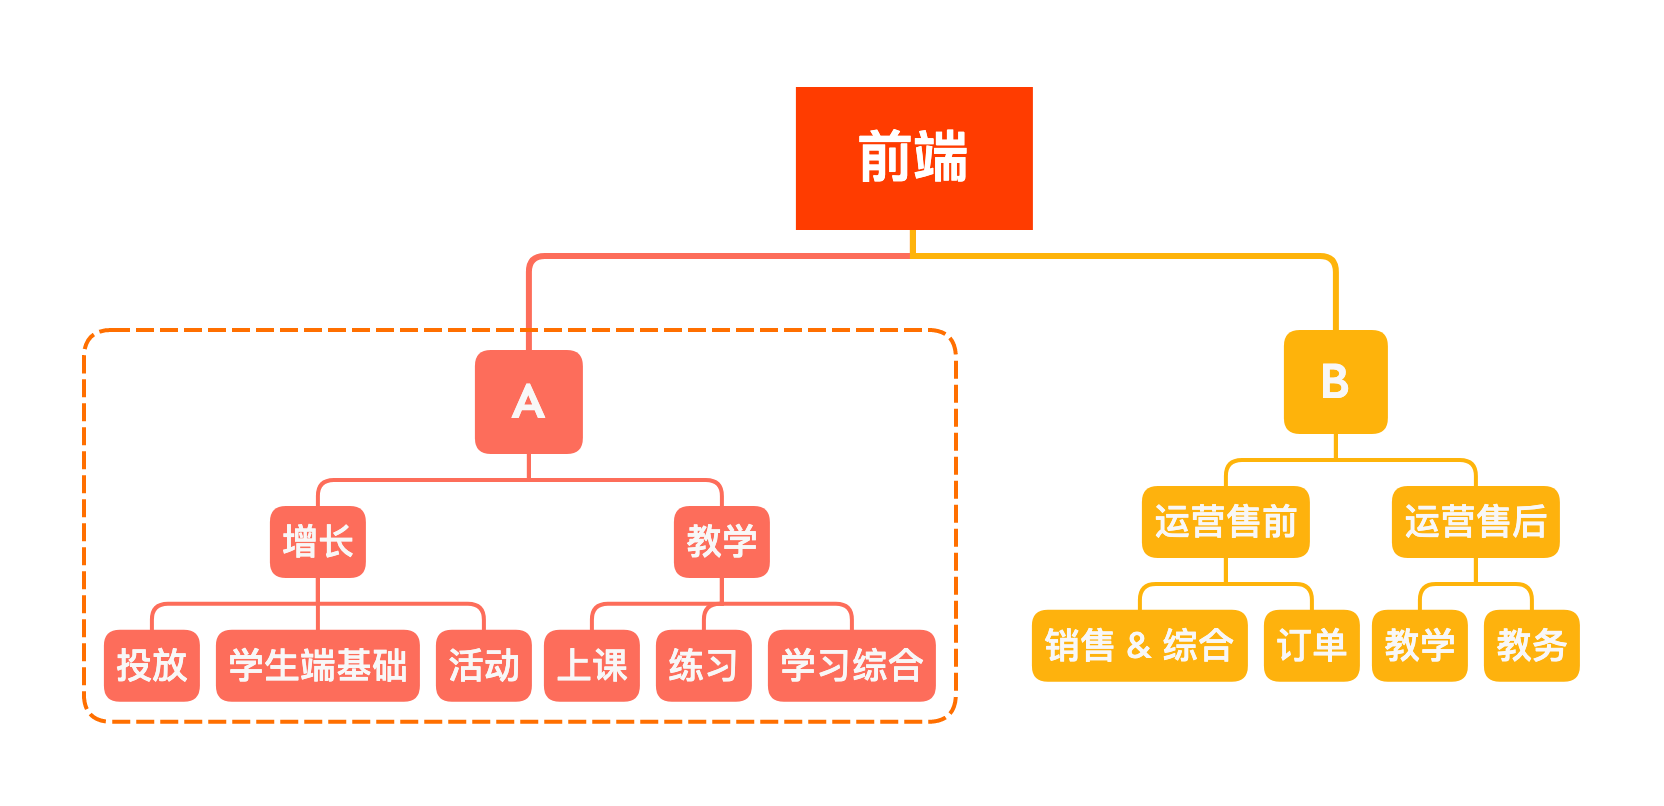 前端
A
B
增长
教学
运营售前
运营售后
投放
学生端基础
活动
上课
练习
学习综合
销售 & 综合
订单
教学
教务